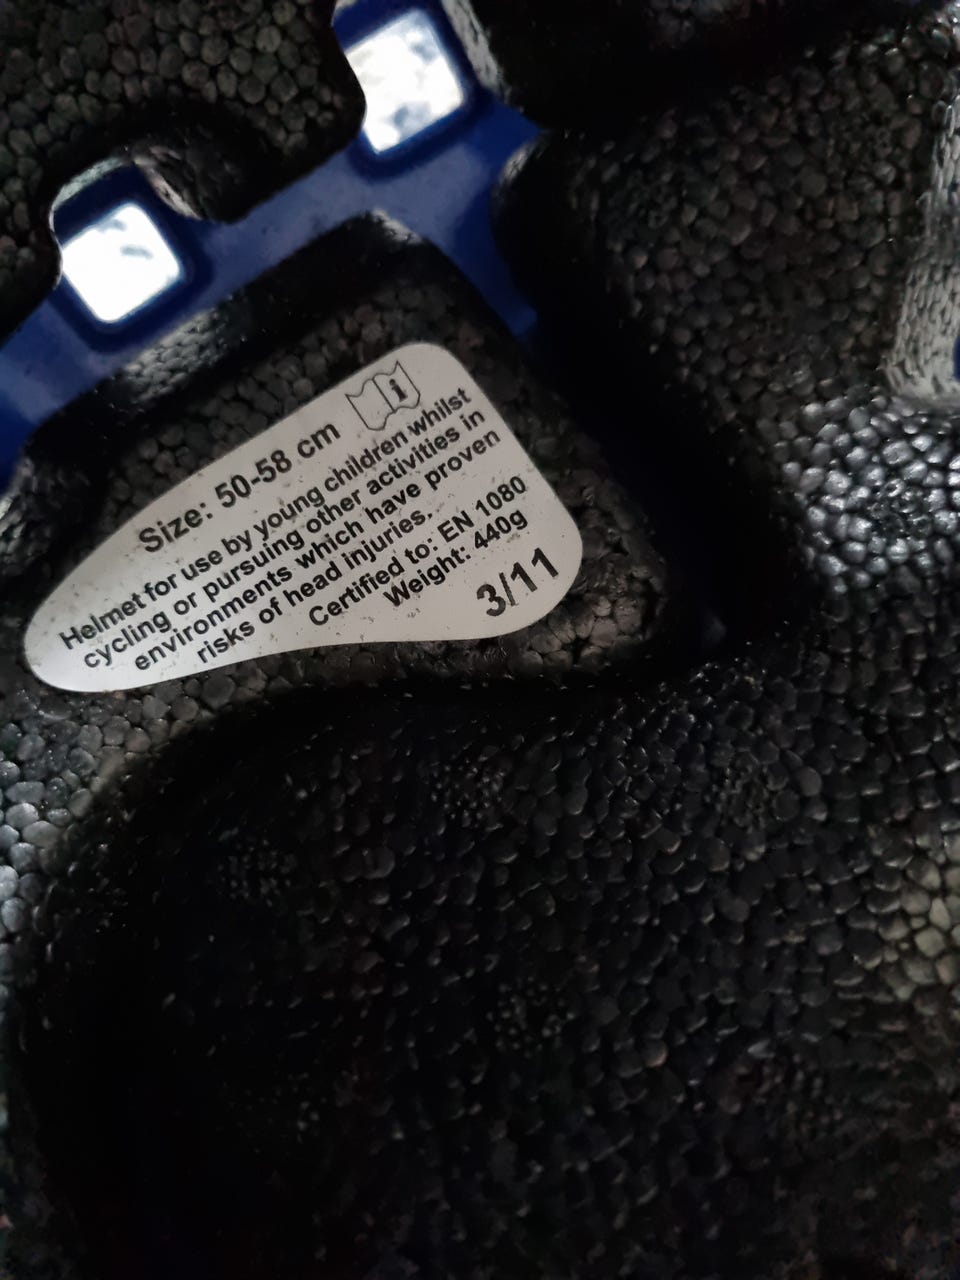 Size: 50-58 cm
i
Helmet for use by young children whilst
cycling or pursuing other activities in
environments which have proven
risks of head injuries.
Certified to: EN 1080
Weight: 440g
3/11